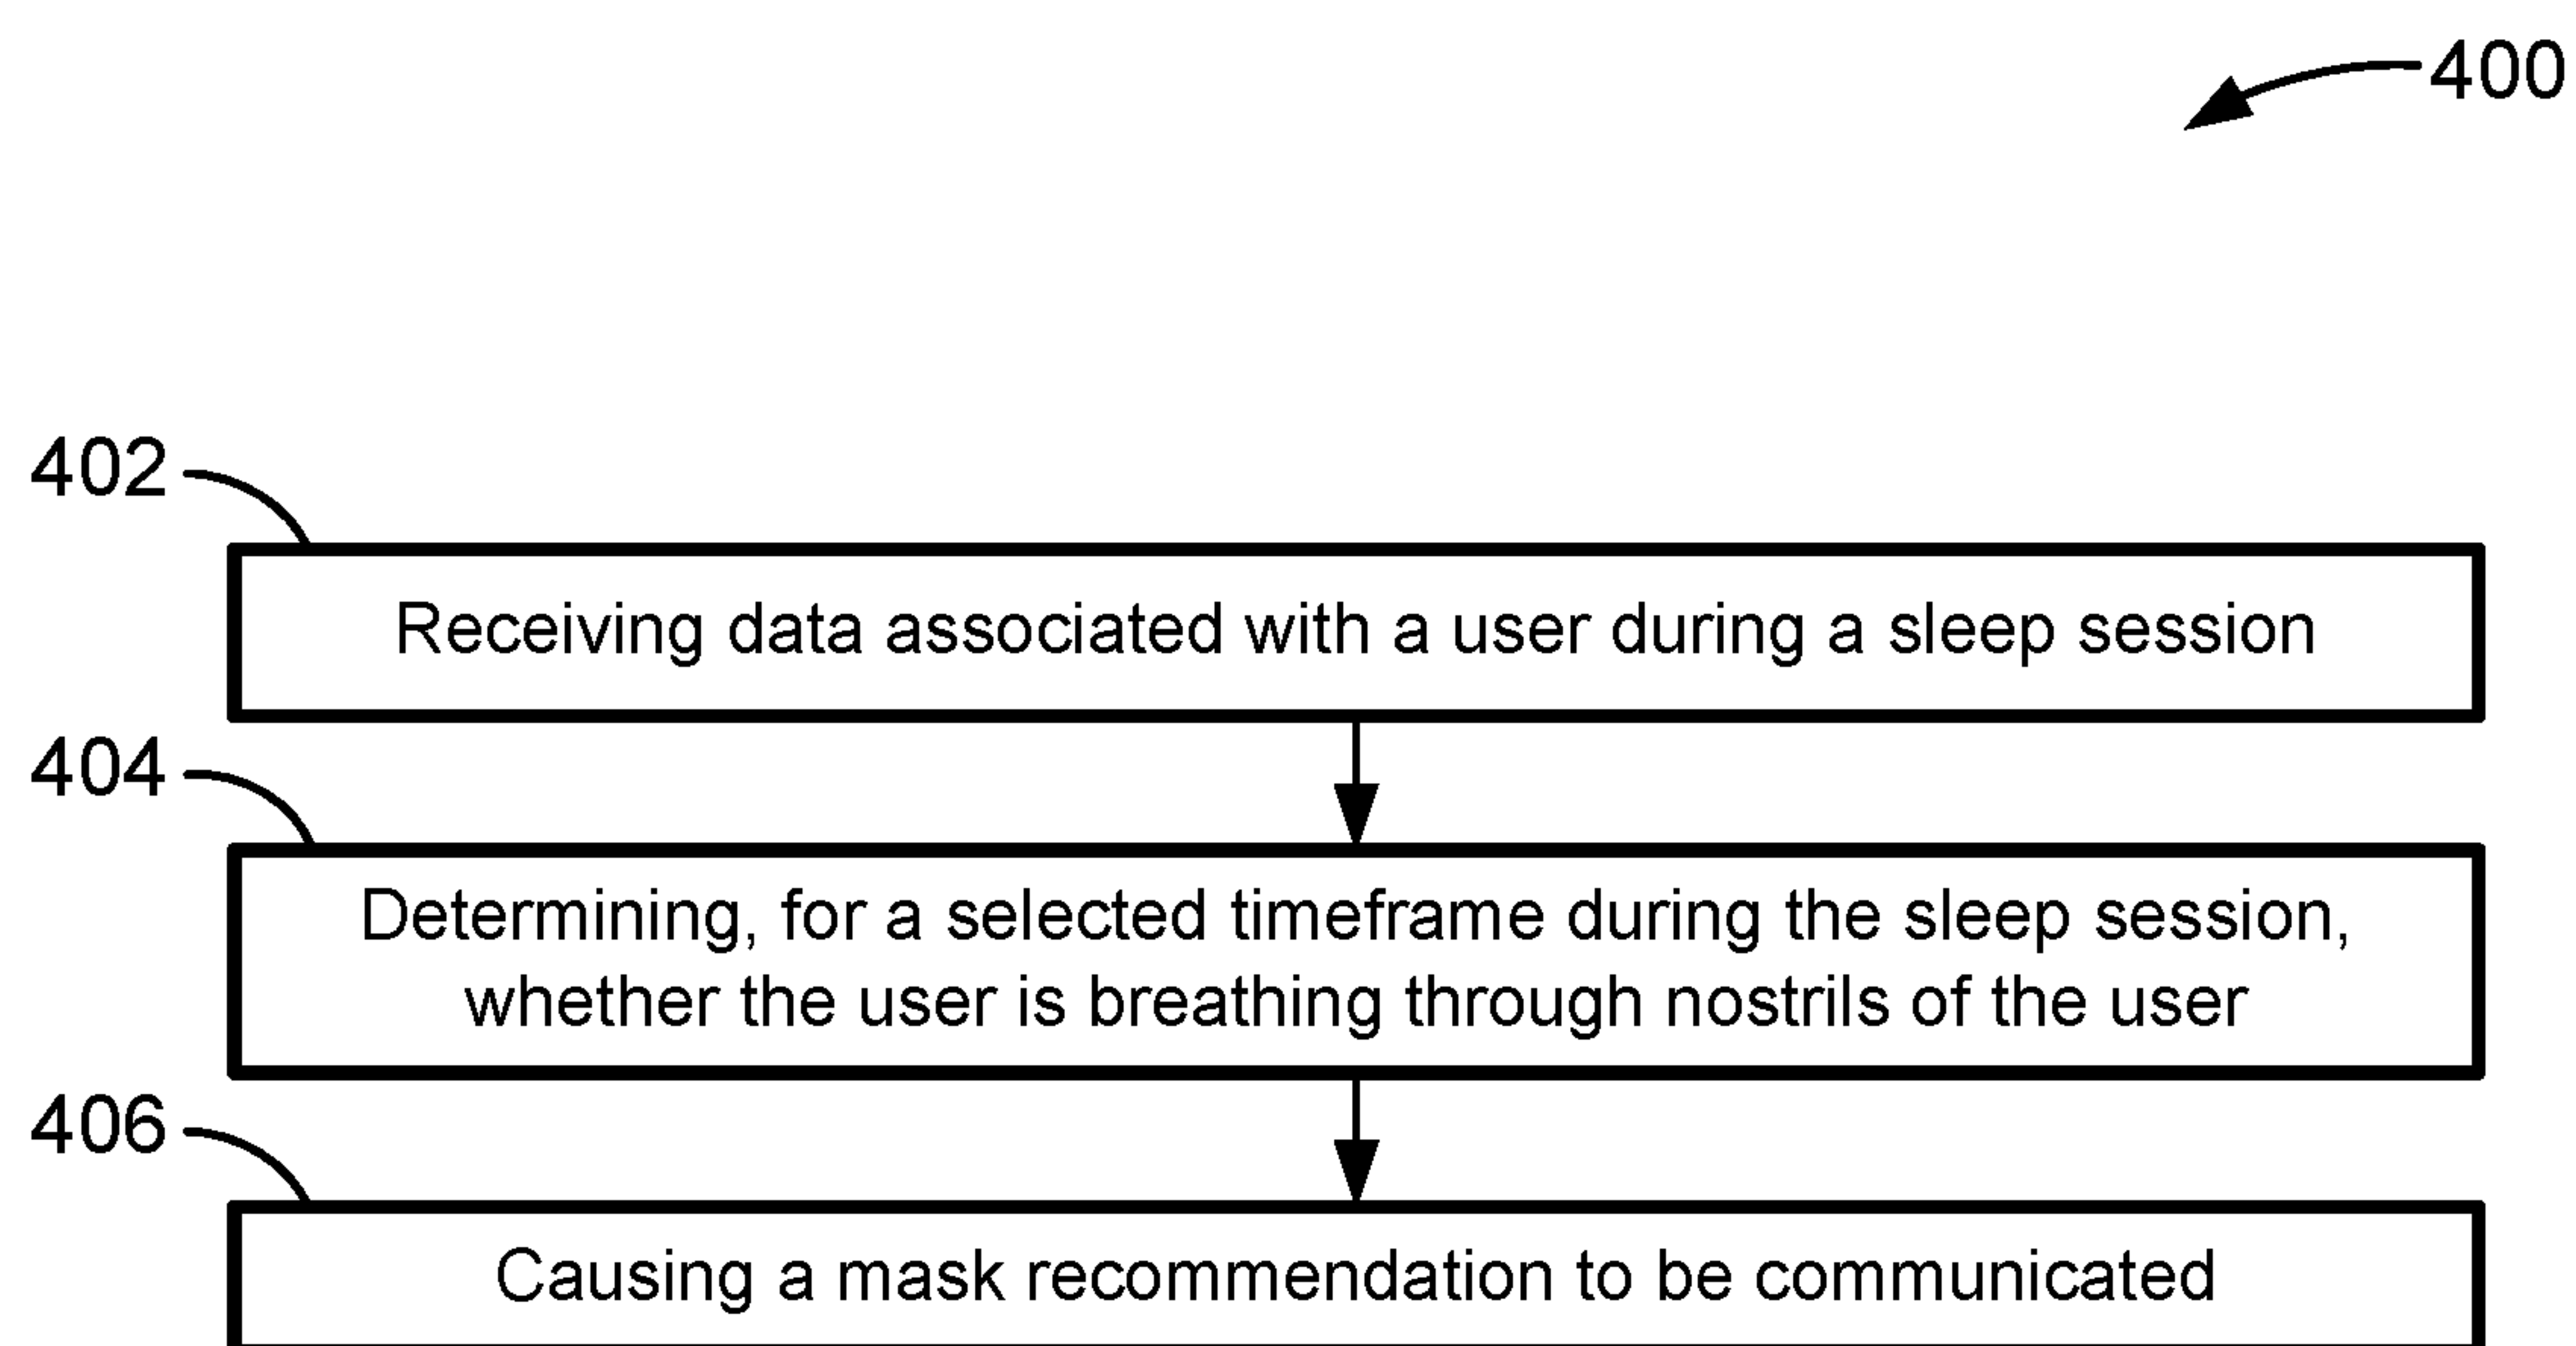 400
402
Receiving data associated with a user during a sleep session
404
Determining, for a selected timeframe during the sleep session,
whether the user is breathing through nostrils of the user
406
Causing a mask recommendation to be communicated